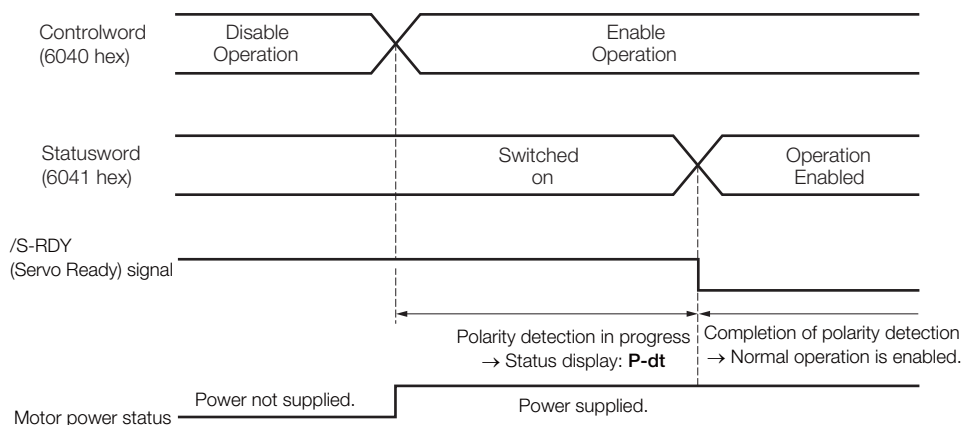 Controlword
(6040 hex)
Disable
Operation
Enable
Operation
Statusword
(6041 hex)
Switched
on
Operation
Enabled
/S-RDY
(Servo Ready) signal
Polarity detection in progress
→ Status display: P-dt
Completion of polarity detection
→ Normal operation is enabled.
Motor power status
Power not supplied.
Power supplied.